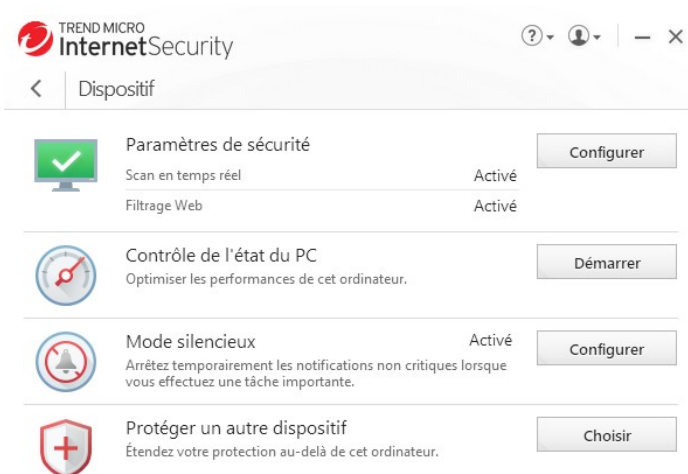 TREND MICRO
InternetSecurity
Dispositif
Paramètres de sécurité
Configurer
Scan en temps réel Activé
Filtrage Web Activé
Contrôle de l'état du PC
Démarrer
Optimiser les performances de cet ordinateur.
Mode silencieux Activé
Configurer
Arrêtez temporairement les notifications non critiques lorsque
vous effectuez une tâche importante.
Protéger un autre dispositif
Choisir
Étendez votre protection au-delà de cet ordinateur.